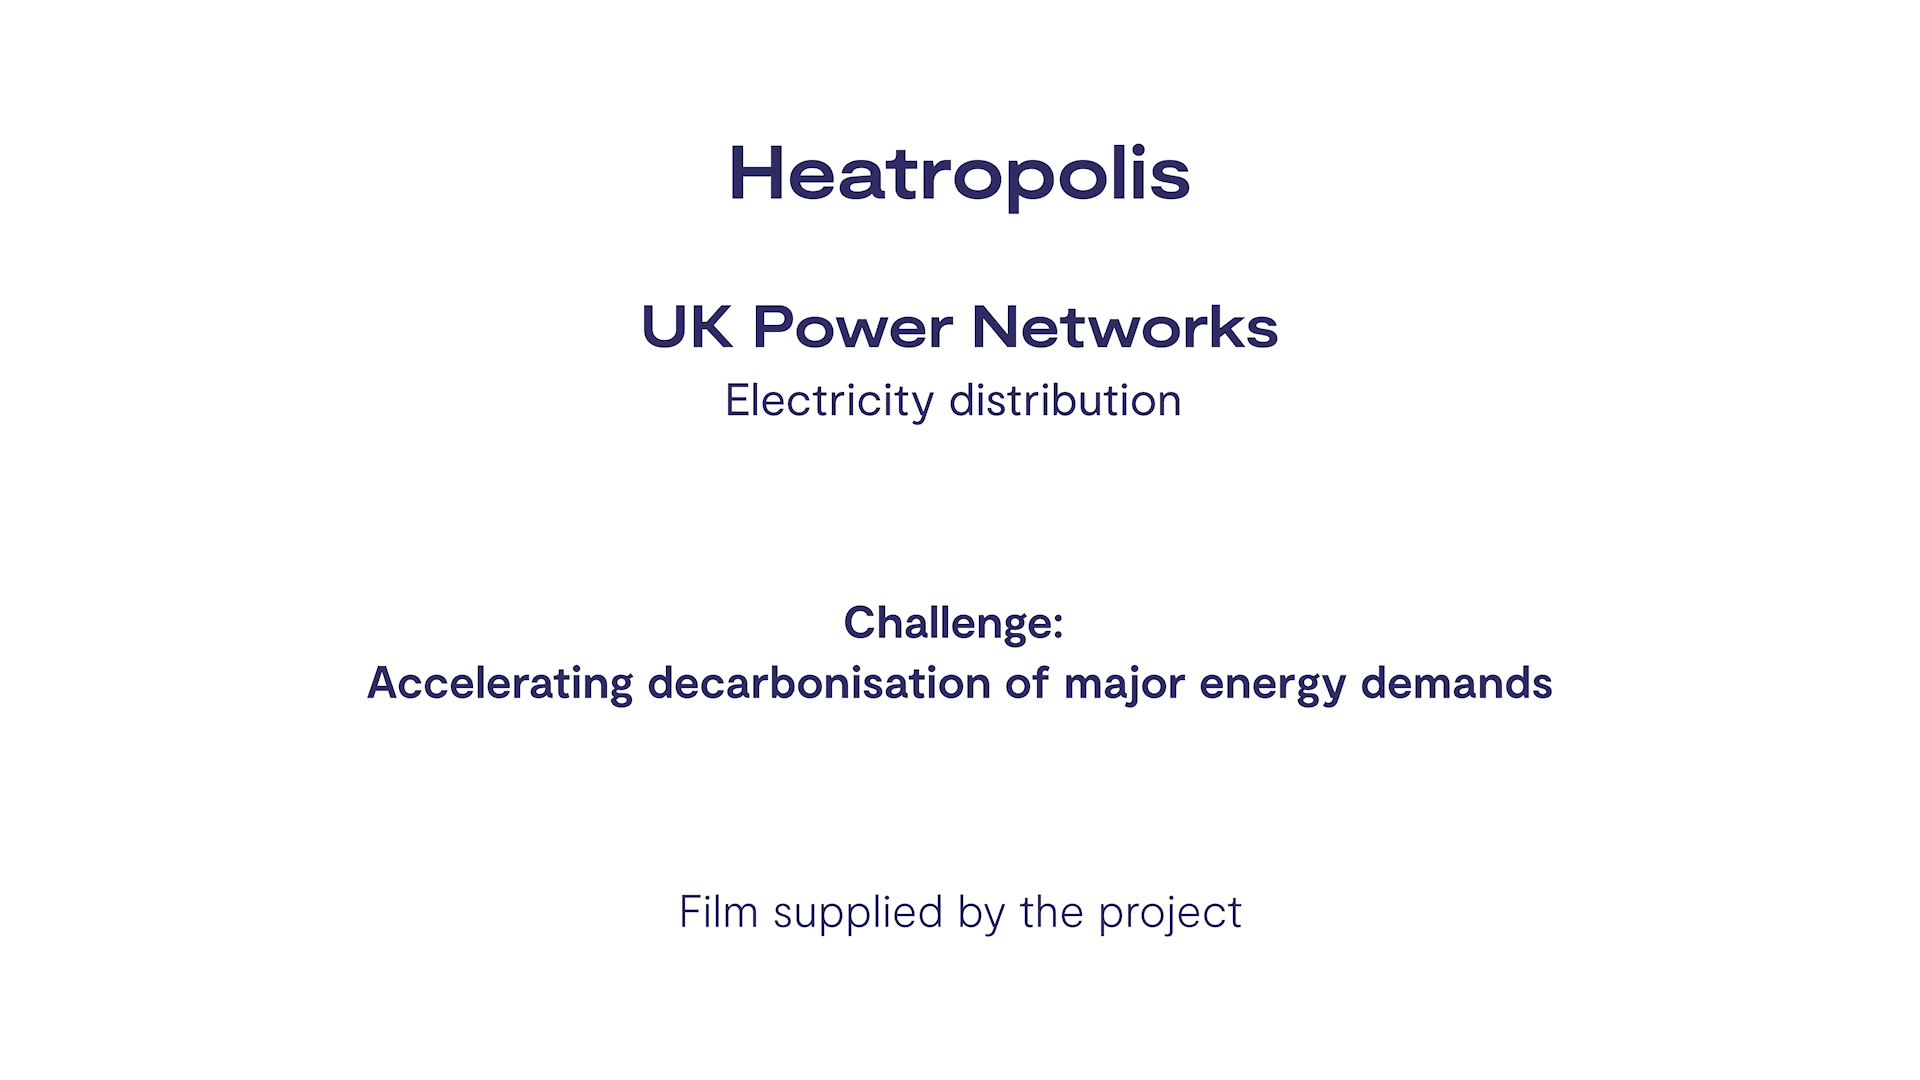 Heatropolis
UK Power Networks
Electricity distribution
Challenge:
Accelerating decarbonisation of major energy demands
Film supplied by the project